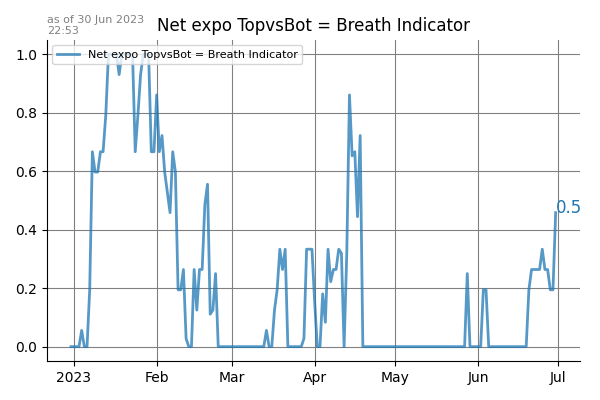 as of 30 Jun 2023
22:53
Net expo TopvsBot = Breath Indicator
Net expo TopvsBot = Breath Indicator
1.0
0.8
0.6
0.4
0.2
0.0
0.5
2023 Feb Mar Apr May Jun Jul